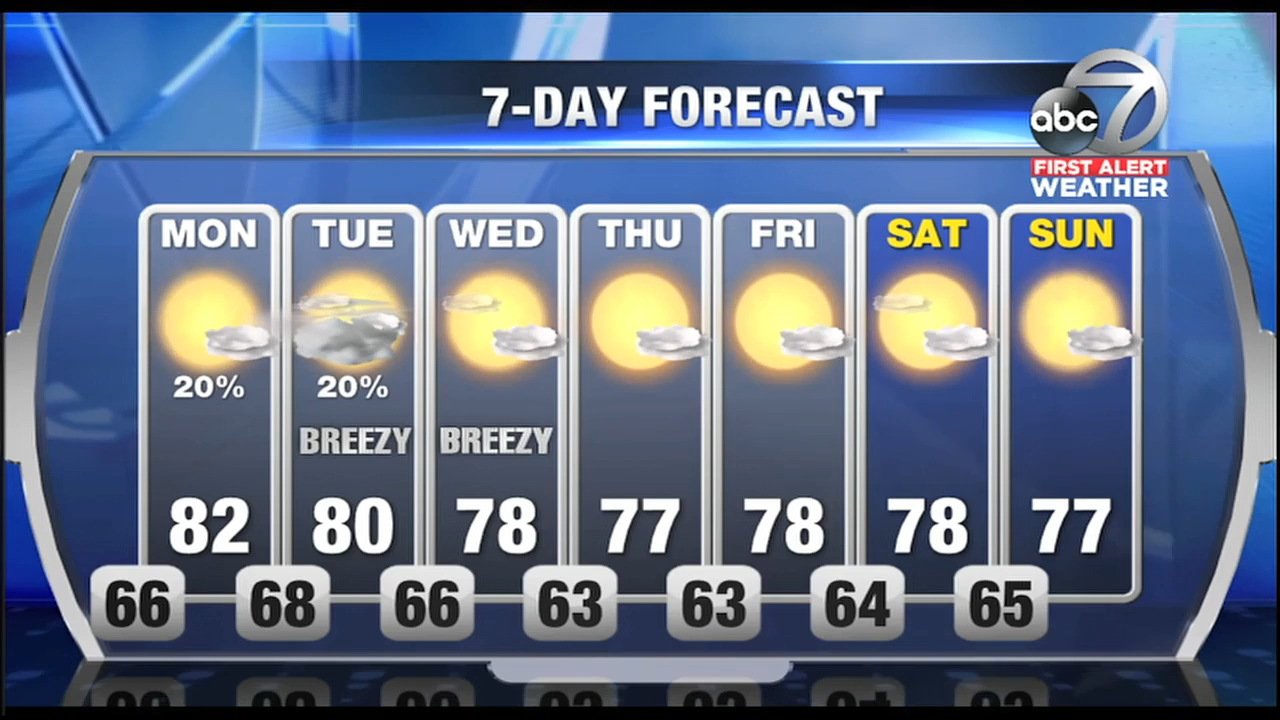 7-DAY FORECAST
abc 7
FIRST ALERT
WEATHER
MON TUE WED THU FRI SAT SUN
20% 20%
BREEZY BREEZY
82 80 78 77 78 78 77
66 68 66 63 63 64 65